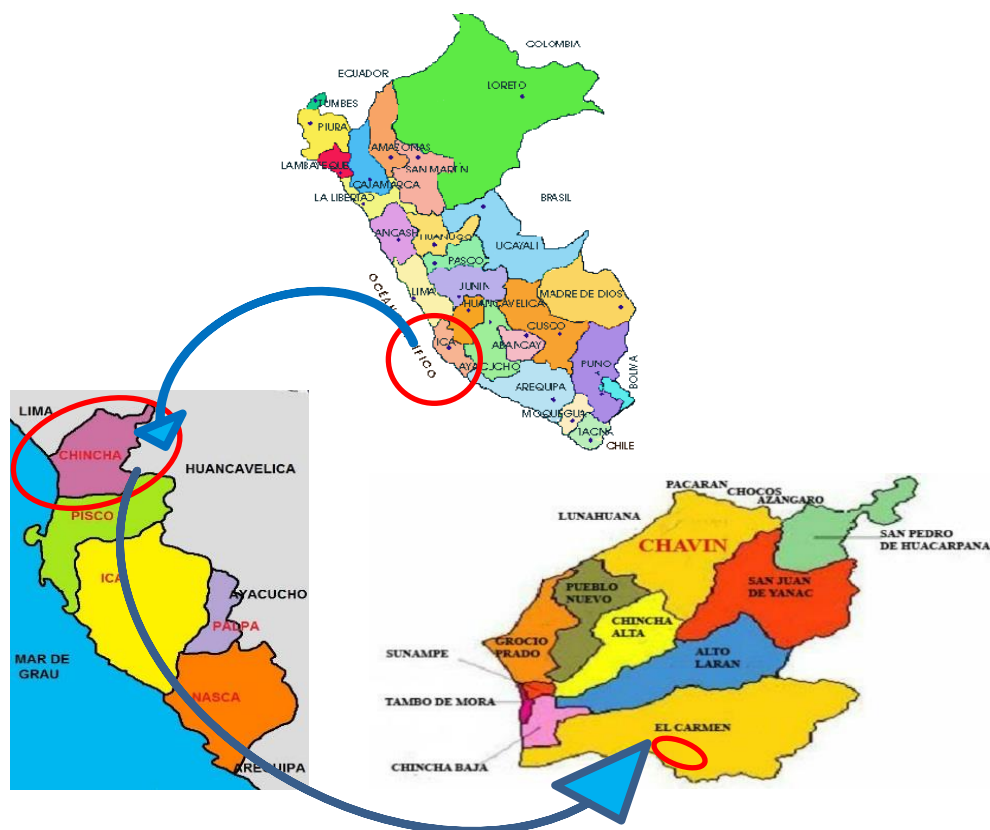 COLOMBIA
ECUADOR
LORETO
TUMBES
PIURA
AMAZONAS
LAMBAYEQUE
SAN MARTIN
CAJAMARCA
LA LIBERTAD
BRASIL
ANCASH
HUANUCO
UCAYALI
PASCO
OCÉAN
LIMA
JUNIN
MADRE DE DIOS
HUANCAVELICA
CUSCO
ICA
ABANCAY
IFICO
AYACUCHO
PUNO
BOLIVIA
AREQUIPA
MOQUEGUA
TACNA
CHILE
LIMA
CHINCHA
HUANCAVELICA
PISCO
ICA
AYACUCHO
PALPA
MAR DE
GRAU
NASCA
AREQUIPA
PACARAN
CHOCOS
AZANGARO
LUNAHUANA
SAN PEDRO
DE HUACARPANA
CHAVIN
PUEBLO
NUEVO
SAN JUAN
DE YANAC
CHINCHA
ALTA
GROCIO
PRADO
ALTO
LARAN
SUNAMPE
TAMBO DE MORA
EL CARMEN
CHINCHA BAJA